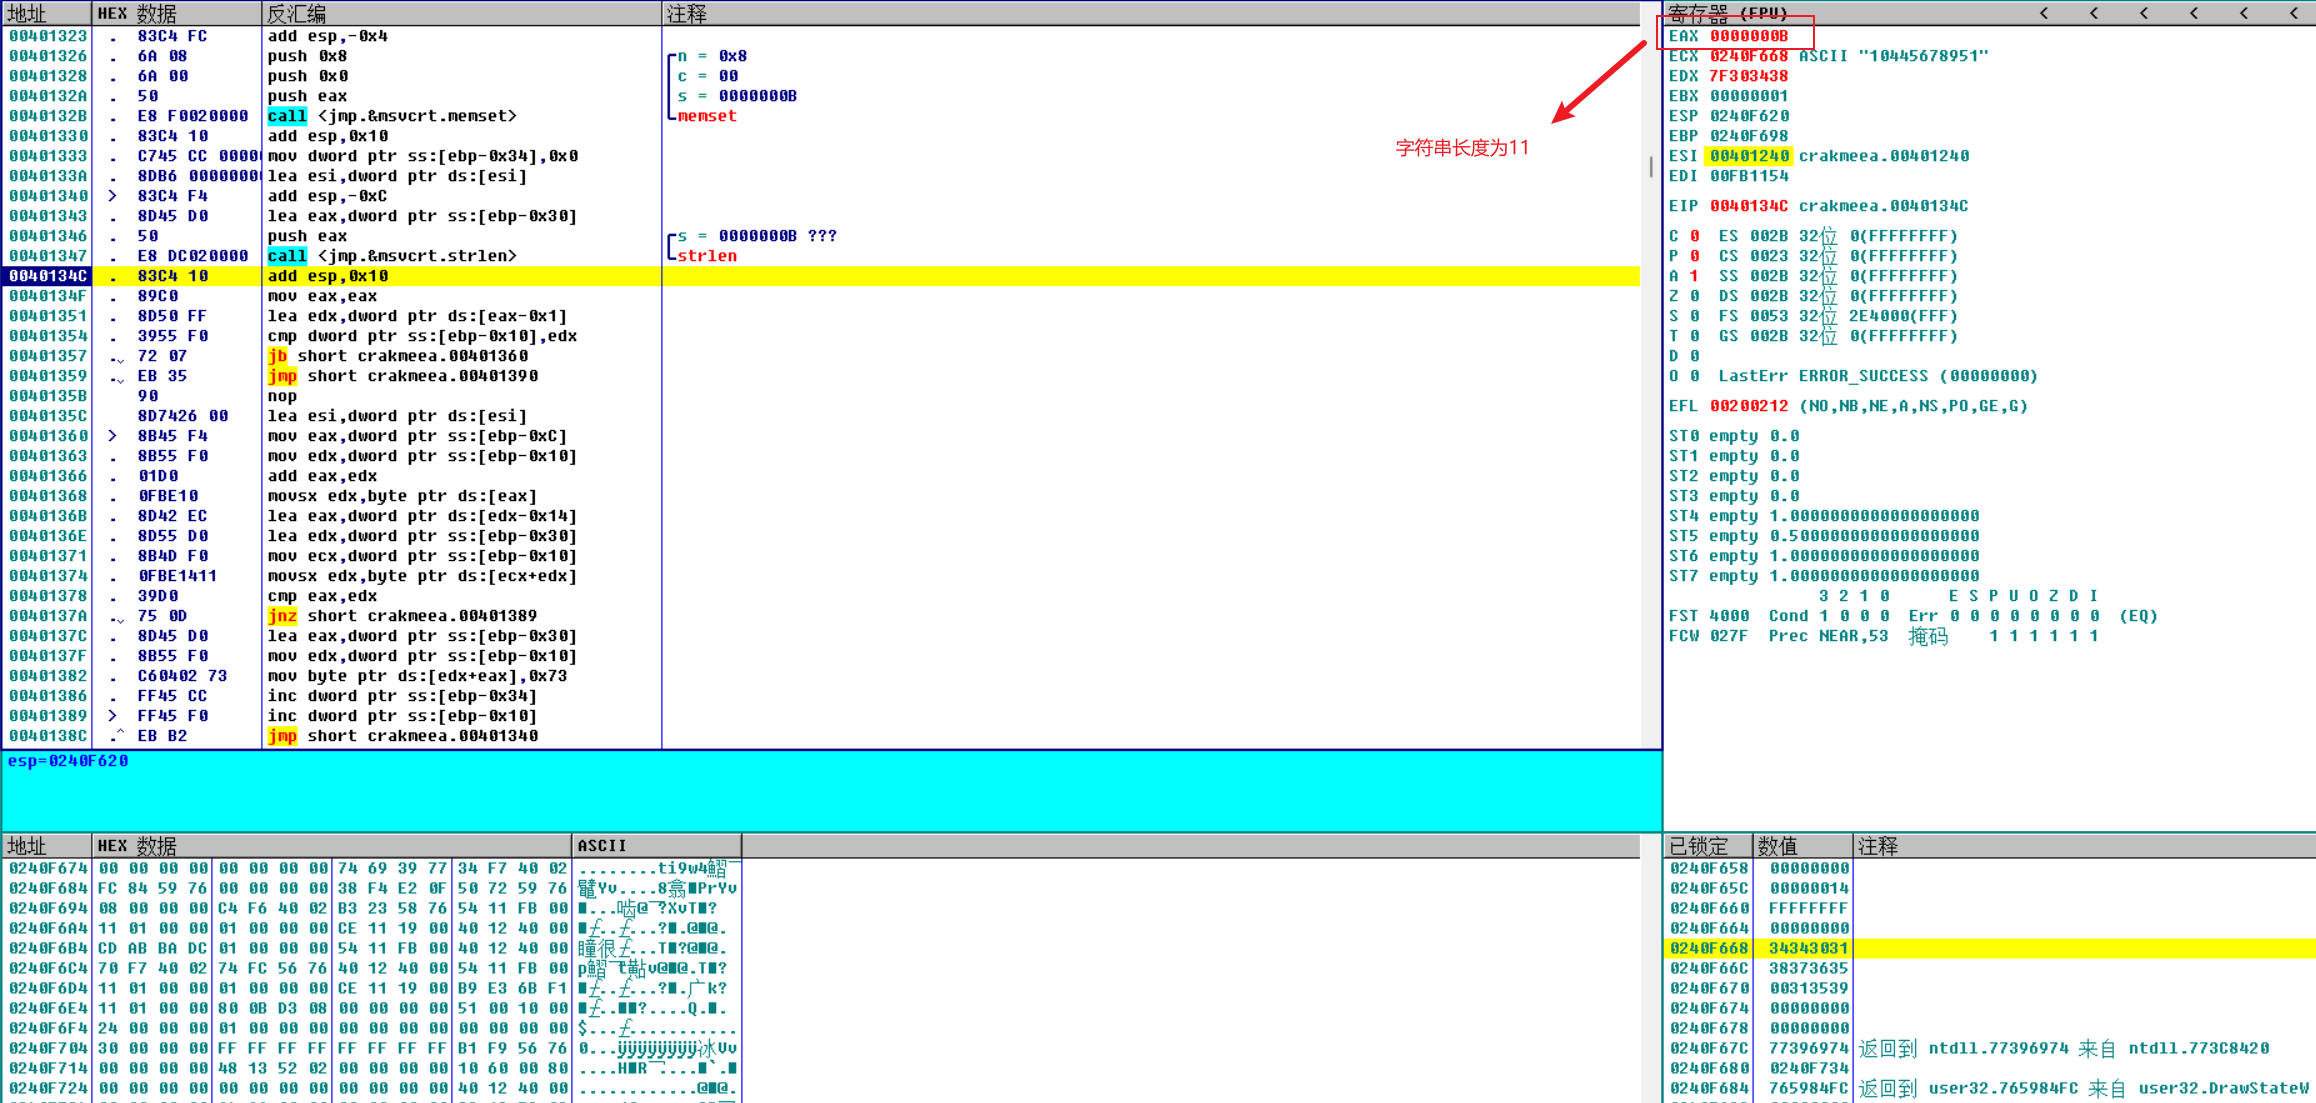 地址 HEX 数据 反汇编 注释
00401323 . 83C4 FC add esp,-0x4
00401326 . 6A 08 push 0x8 n = 0x8
00401328 . 6A 00 push 0x0 c = 00
0040132A . 50 push eax s = 0000000B
0040132B . E8 F0020000 call <jmp.&msvcrt.memset> memset
00401330 . 83C4 10 add esp,0x10
00401333 . C745 CC 0000 mov dword ptr ss:[ebp-0x34],0x0
0040133A . 8DB6 0000000 lea esi,dword ptr ds:[esi]
00401340 > 83C4 F4 add esp,-0xC
00401343 . 8D45 D0 lea eax,dword ptr ss:[ebp-0x30]
00401346 . 50 push eax s = 0000000B ???
00401347 . E8 DC020000 call <jmp.&msvcrt.strlen> strlen
0040134C . 83C4 10 add esp,0x10
0040134F . 89C0 mov eax,eax
00401351 . 8D50 FF lea edx,dword ptr ds:[eax-0x1]
00401354 . 3955 F0 cmp dword ptr ss:[ebp-0x10],edx
00401357 . 72 07 jb short crakmeea.00401360
00401359 . EB 35 jmp short crakmeea.00401390
0040135B 90 nop
0040135C 8D7426 00 lea esi,dword ptr ds:[esi]
00401360 > 8B45 F4 mov eax,dword ptr ss:[ebp-0xC]
00401363 . 8B55 F0 mov edx,dword ptr ss:[ebp-0x10]
00401366 . 01D0 add eax,edx
00401368 . 0FBE10 movsx edx,byte ptr ds:[eax]
0040136B . 8D42 EC lea eax,dword ptr ds:[edx-0x14]
0040136E . 8D55 D0 lea edx,dword ptr ss:[ebp-0x30]
00401371 . 8B4D F0 mov ecx,dword ptr ss:[ebp-0x10]
00401374 . 0FBE1411 movsx edx,byte ptr ds:[ecx+edx]
00401378 . 39D0 cmp eax,edx
0040137A . 75 0D jnz short crakmeea.00401389
0040137C . 8D45 D0 lea eax,dword ptr ss:[ebp-0x30]
0040137F . 8B55 F0 mov edx,dword ptr ss:[ebp-0x10]
00401382 . C60402 73 mov byte ptr ds:[edx+eax],0x73
00401386 . FF45 CC inc dword ptr ss:[ebp-0x34]
00401389 > FF45 F0 inc dword ptr ss:[ebp-0x10]
0040138C .^ EB B2 jmp short crakmeea.00401340
字符串长度为11
esp=0240F620
寄存器 (FPU) < < < < < <
EAX 0000000B
ECX 0240F668 ASCII "10445678951"
EDX 7F303438
EBX 00000001
ESP 0240F620
EBP 0240F698
ESI 00401240 crakmeea.00401240
EDI 00FB1154
EIP 0040134C crakmeea.0040134C
C 0 ES 002B 32位 0(FFFFFFFF)
P 0 CS 0023 32位 0(FFFFFFFF)
A 1 SS 002B 32位 0(FFFFFFFF)
Z 0 DS 002B 32位 0(FFFFFFFF)
S 0 FS 0053 32位 2E4000(FFF)
T 0 GS 002B 32位 0(FFFFFFFF)
D 0
O 0 LastErr ERROR_SUCCESS (00000000)
EFL 00200212 (NO,NB,NE,A,NS,PO,GE,G)
ST0 empty 0.0
ST1 empty 0.0
ST2 empty 0.0
ST3 empty 0.0
ST4 empty 1.0000000000000000000
ST5 empty 0.5000000000000000000
ST6 empty 1.0000000000000000000
ST7 empty 1.0000000000000000000
3 2 1 0 E S P U O Z D I
FST 4000 Cond 1 0 0 0 Err 0 0 0 0 0 0 0 0 (EQ)
FCW 027F Prec NEAR,53 掩码 1 1 1 1 1 1
地址 HEX 数据 ASCII
0240F674 00 00 00 00 00 00 00 00 74 69 39 77 34 F7 40 02 ........ti9w4
0240F684 FC 84 59 76 00 00 00 00 38 F4 E2 0F 50 72 59 76
0240F694 08 00 00 00 C4 F6 40 02 B3 23 58 76 54 11 FB 00
0240F6A4 11 01 00 00 01 00 00 00 CE 11 19 00 40 12 40 00
0240F6B4 CD AB BA DC 01 00 00 00 54 11 FB 00 40 12 40 00
0240F6C4 70 F7 40 02 74 FC 56 76 40 12 40 00 54 11 FB 00
0240F6D4 11 01 00 00 01 00 00 00 CE 11 19 00 B9 E3 6B F1
0240F6E4 11 01 00 00 80 0B D3 08 00 00 00 00 51 00 10 00
0240F6F4 24 00 00 00 01 00 00 00 00 00 00 00 00 00 00 00
0240F704 30 00 00 00 FF FF FF FF FF FF FF FF B1 F9 56 76 0...ÿÿÿÿÿÿÿÿ冰Vv
0240F714 00 00 00 00 48 13 52 02 00 00 00 00 10 60 00 80
0240F724 00 00 00 00 00 00 00 00 00 00 00 00 40 12 40 00
已锁定 数值 注释
0240F658 00000000
0240F65C 00000014
0240F660 FFFFFFFF
0240F664 00000000
0240F668 34343031
0240F66C 38373635
0240F670 00313539
0240F674 00000000
0240F678 00000000
0240F67C 77396974 返回到 ntdll.77396974 来自 ntdll.773C8420
0240F680 0240F734
0240F684 765984FC 返回到 user32.765984FC 来自 user32.DrawStateW